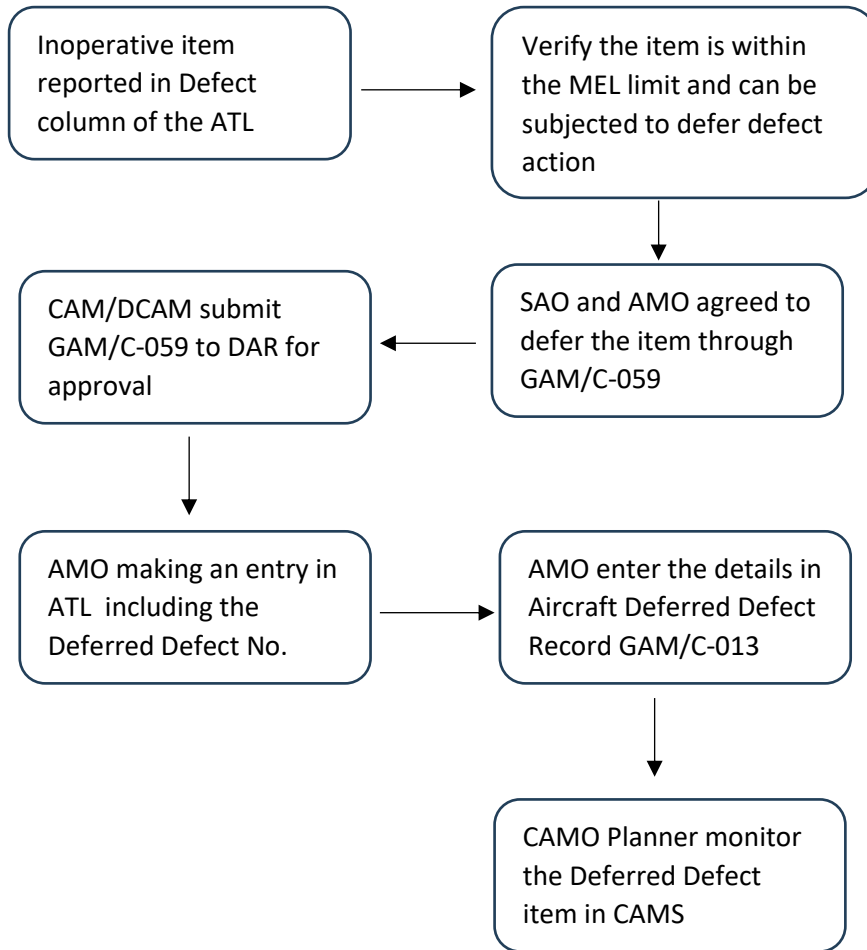 Inoperative item
reported in Defect
column of the ATL
Verify the item is within
the MEL limit and can be
subjected to defer defect
action
SAO and AMO agreed to
defer the item through
GAM/C-059
CAM/DCAM submit
GAM/C-059 to DAR for
approval
AMO making an entry in
ATL including the
Deferred Defect No.
AMO enter the details in
Aircraft Deferred Defect
Record GAM/C-013
CAMO Planner monitor
the Deferred Defect
item in CAMS